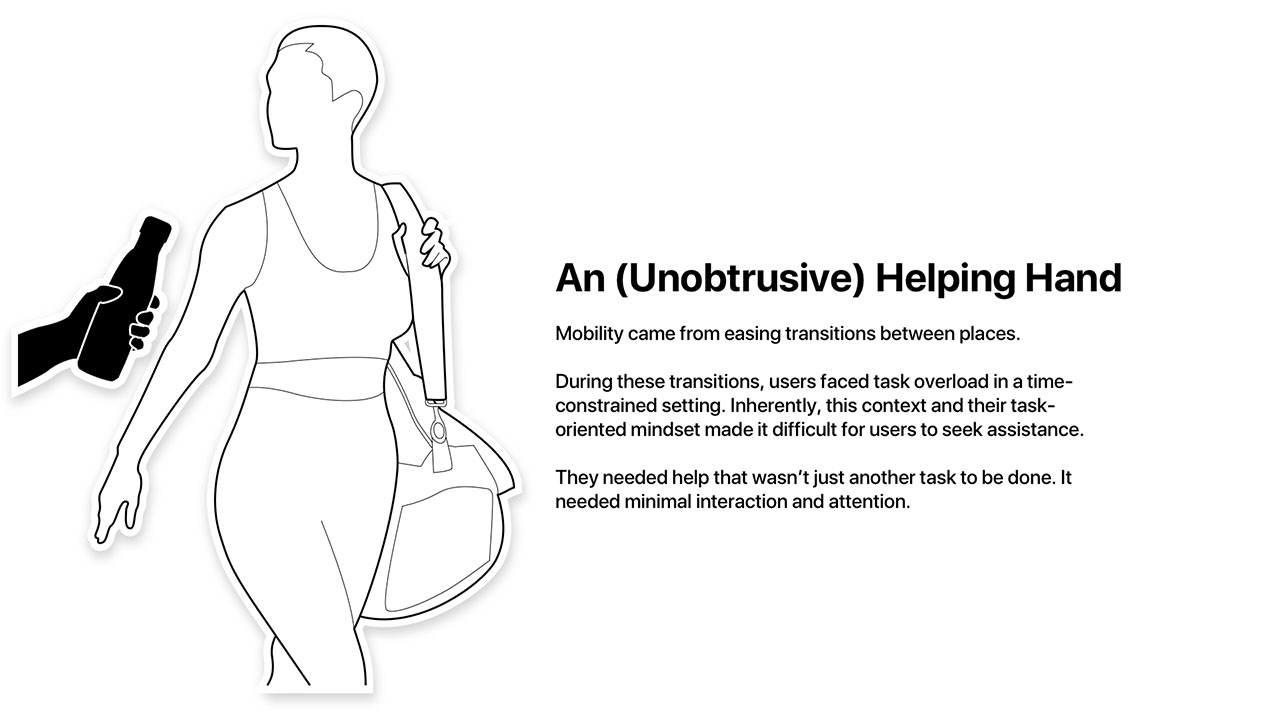 An (Unobtrusive) Helping Hand
Mobility came from easing transitions between places.
During these transitions, users faced task overload in a time-
constrained setting. Inherently, this context and their task-
oriented mindset made it difficult for users to seek assistance.
They needed help that wasn’t just another task to be done. It
needed minimal interaction and attention.